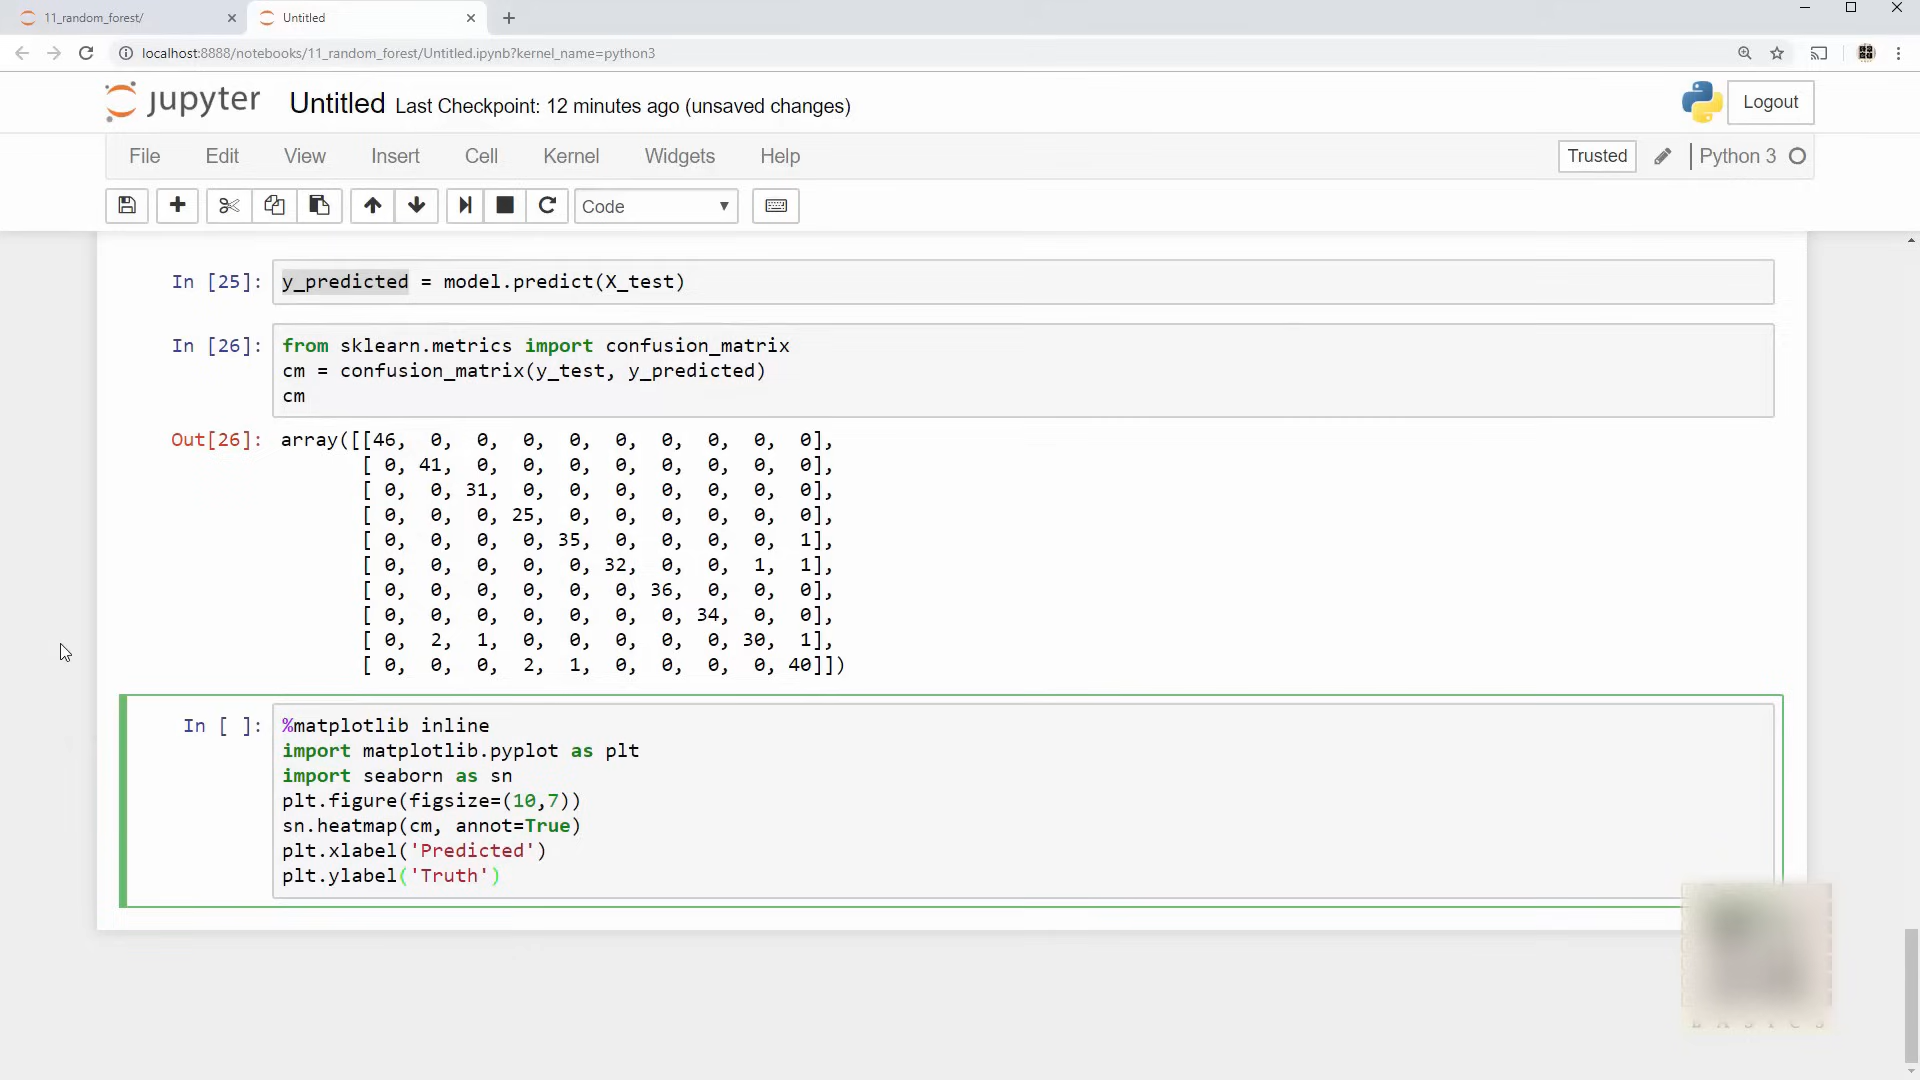 11_random_forest/
Untitled
localhost:8888/notebooks/11_random_forest/Untitled.ipynb?kernel_name=python3
jupyter Untitled Last Checkpoint: 12 minutes ago (unsaved changes) Logout
File Edit View Insert Cell Kernel Widgets Help Trusted Python 3
Code
In [25]: y_predicted = model.predict(X_test)
In [26]: from sklearn.metrics import confusion_matrix
cm = confusion_matrix(y_test, y_predicted)
cm
Out[26]: array([[46, 0, 0, 0, 0, 0, 0, 0, 0, 0],
[ 0, 41, 0, 0, 0, 0, 0, 0, 0, 0],
[ 0, 0, 31, 0, 0, 0, 0, 0, 0, 0],
[ 0, 0, 0, 25, 0, 0, 0, 0, 0, 0],
[ 0, 0, 0, 0, 35, 0, 0, 0, 0, 1],
[ 0, 0, 0, 0, 0, 32, 0, 0, 1, 1],
[ 0, 0, 0, 0, 0, 0, 36, 0, 0, 0],
[ 0, 0, 0, 0, 0, 0, 0, 34, 0, 0],
[ 0, 2, 1, 0, 0, 0, 0, 0, 30, 1],
[ 0, 0, 0, 2, 1, 0, 0, 0, 0, 40]])
In [ ]: %matplotlib inline
import matplotlib.pyplot as plt
import seaborn as sn
plt.figure(figsize=(10,7))
sn.heatmap(cm, annot=True)
plt.xlabel('Predicted')
plt.ylabel('Truth')
BASICS